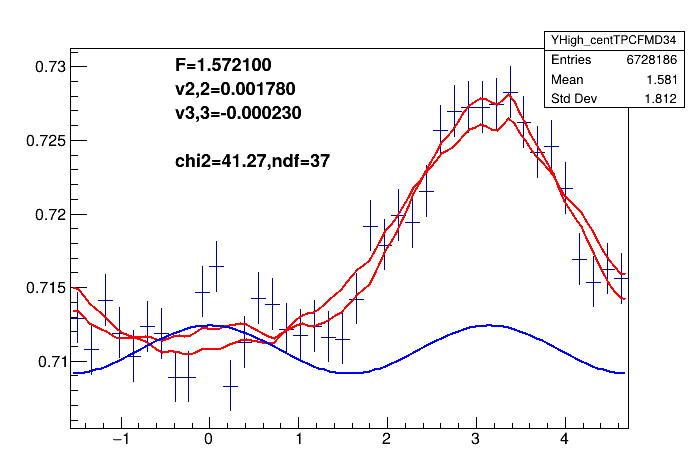 YHigh_centTPCFMD34
Entries 6728186
Mean 1.581
Std Dev 1.812
F=1.572100
v2,2=0.001780
v3,3=-0.000230
chi2=41.27,ndf=37
0.73
0.725
0.72
0.715
0.71
−1 0 1 2 3 4